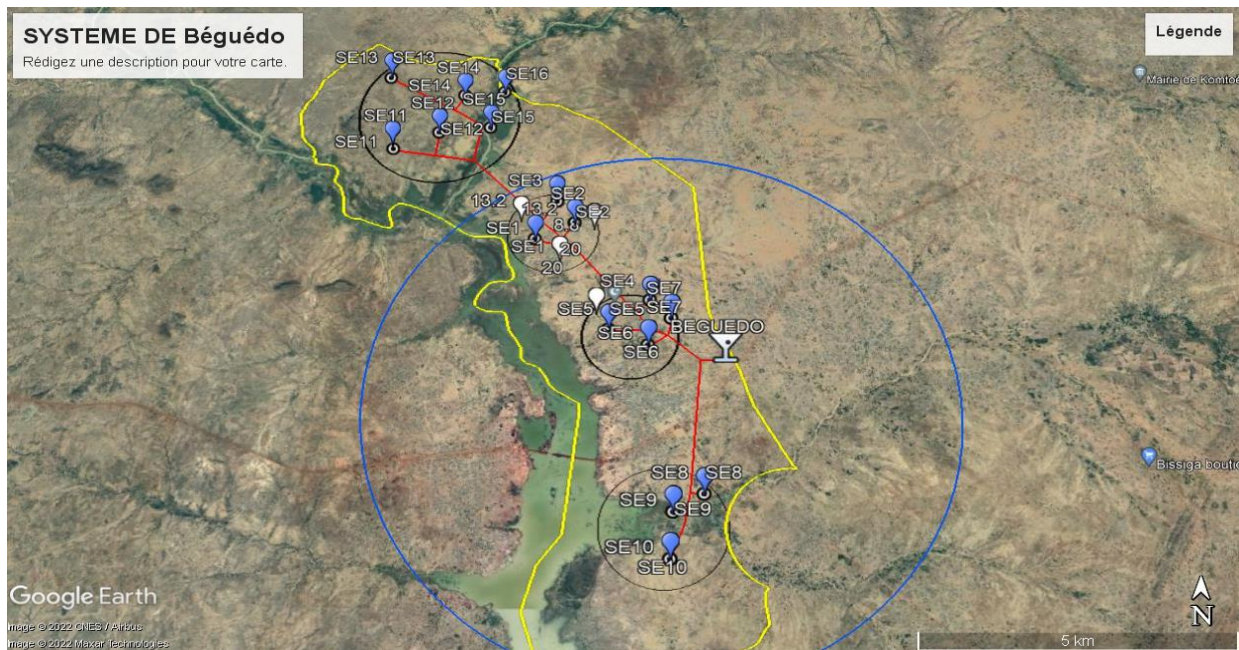 SYSTEME DE Béguédo
Rédigez une description pour votre carte.
Légende
SE13
SE13
SE14
SE16
Mairie de Komtoè
SE14
SE15
SE12
SE11
SE15
SE12
SE11
SE3
SE2
13.2
13.2
SE2
SE1
8.8
SE1
20
20
SE4
SE7
SE5
SE5
SE7
SE6
BEGUEDO
SE6
Bissiga boutiq
SE8
SE8
SE9
SE9
SE10
SE10
Google Earth
N
Image © 2022 CNES / Airbus
Image © 2022 Maxar Technologies
5 km